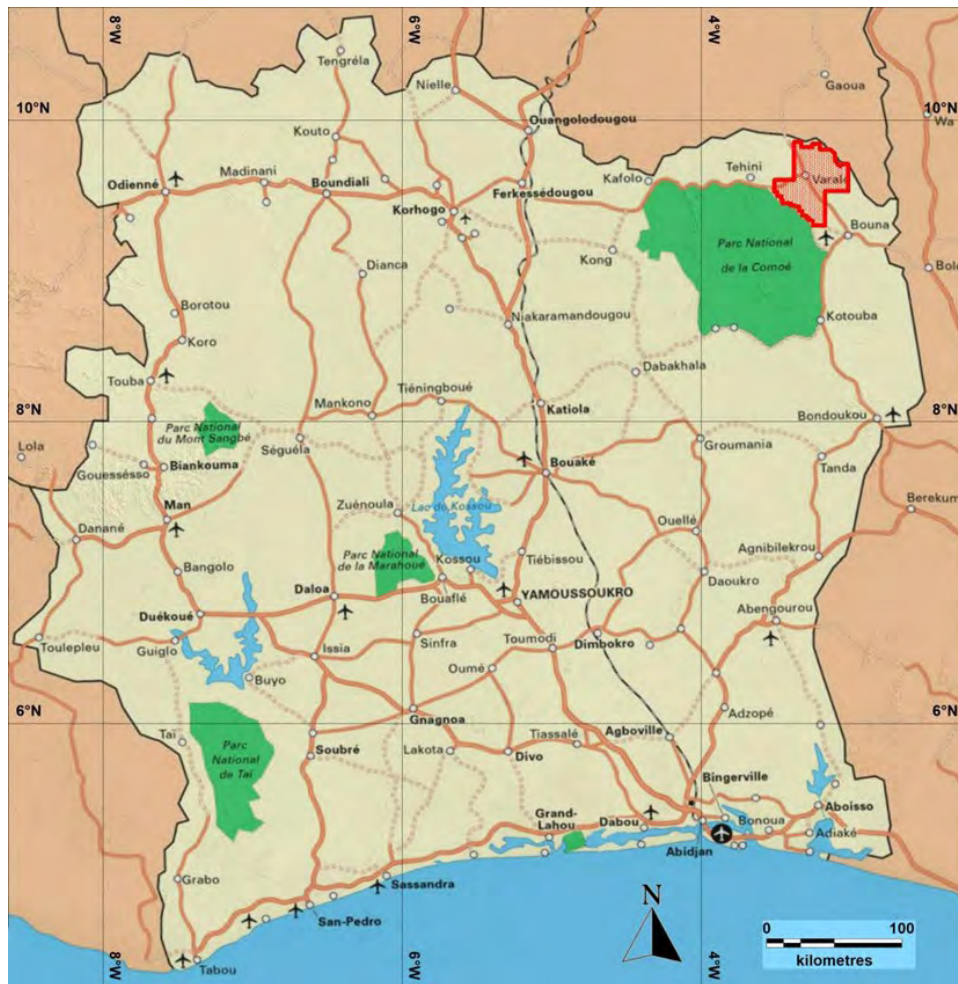 8°W
6°W
4°W
Tengréla
Nielle
Gaoua
10°N
10°N
Wa
Ouangolodougou
Kouto
Madinani
Odienné
Boundiali
Ferkessédougou
Kafolo
Tehini
Varalé
Korhogo
Bouna
Parc National
de la Comoé
Kong
Dianca
Bole
Borotou
Niakaramandougou
Kotouba
Koro
Dabakhala
Touba
Tiéningboué
Mankono
Katiola
8°N
8°N
Bondoukou
Parc National
du Mont Sangbé
Groumania
Lola
Séguéla
Gouessésso
Biankouma
Bouaké
Tanda
Man
Zuénoula
Lac de Kossou
Berekum
Ouellé
Danané
Parc National
de la Marahoué
Kossou
Tiébissou
Agnibilekrou
Bangolo
Daoukro
Daloa
Bouaflé
YAMOUSSOUKRO
Abengourou
Duékoué
Toulepleu
Guiglo
Sinfra
Toumodi
Dimbokro
Issia
Oumé
Buyo
6°N
6°N
Gnagnoa
Adzopé
Taï
Soubré
Lakota
Tiassalé
Agboville
Divo
Parc
National
de Taï
Bingerville
Grand-
Lahou
Dabou
Bonoua
Aboisso
Adiaké
Abidjan
Grabo
Sassandra
San-Pedro
N
0
100
kilometres
Tabou
8°W
6°W
4°W